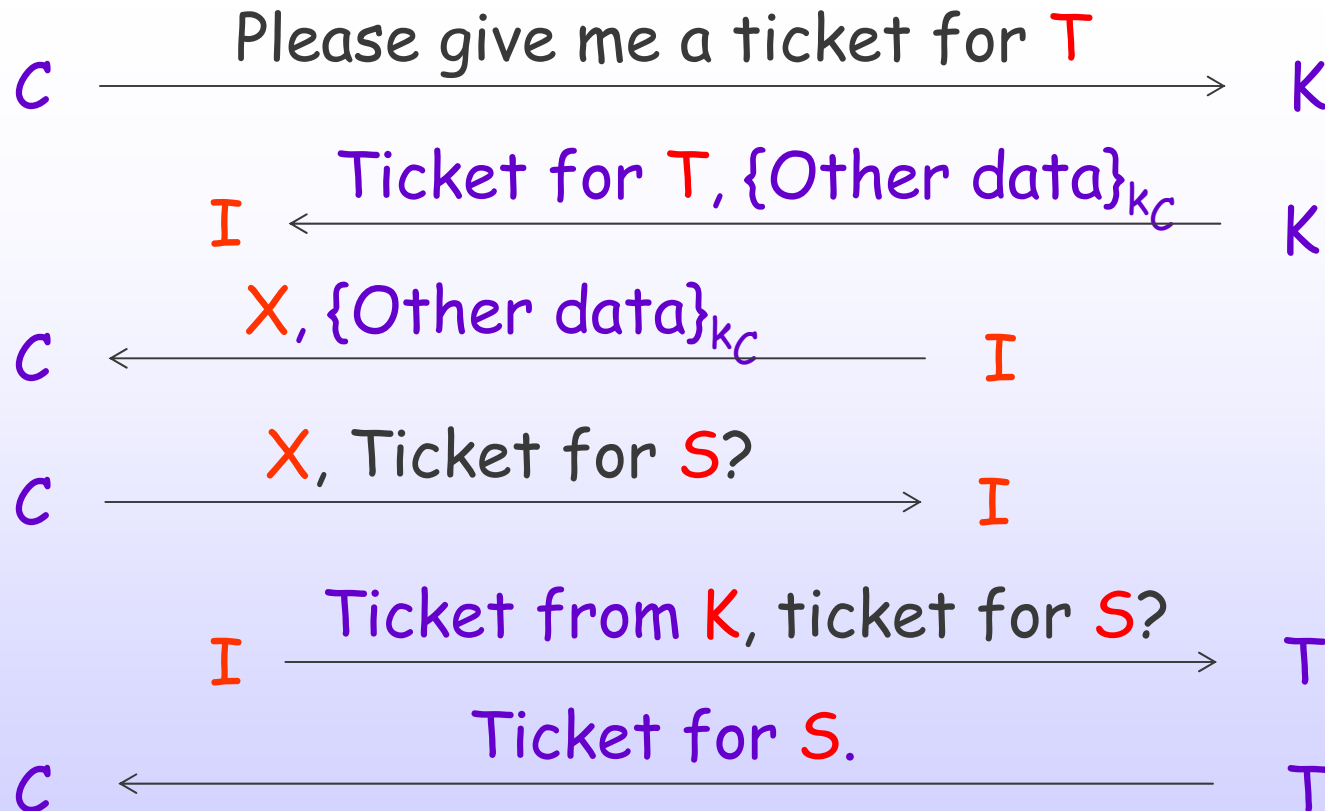 Please give me a ticket for T
C K
Ticket for T, {Other data}kC
I K
X, {Other data}kC
C I
X, Ticket for S?
C I
Ticket from K, ticket for S?
I T
Ticket for S.
C T